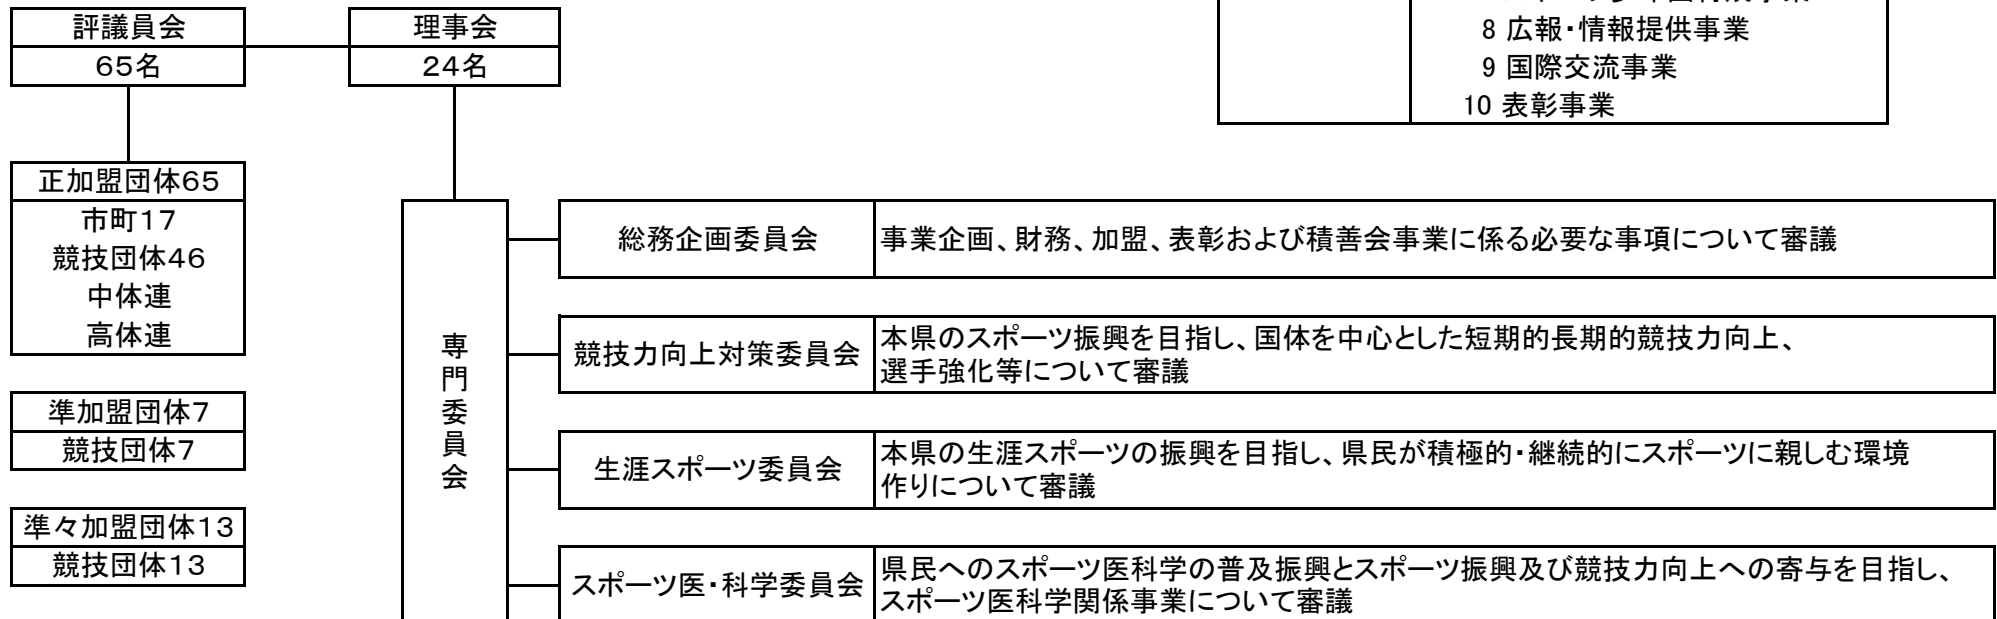 評議員会
65名
理事会
24名
8 広報・情報提供事業
9 国際交流事業
10 表彰事業
正加盟団体65
市町17
競技団体46
中体連
高体連
準加盟団体7
競技団体7
準々加盟団体13
競技団体13
専門委員会
総務企画委員会
事業企画、財務、加盟、表彰および積善会事業に係る必要な事項について審議
競技力向上対策委員会
本県のスポーツ振興を目指し、国体を中心とした短期的長期的競技力向上、
選手強化等について審議
生涯スポーツ委員会
本県の生涯スポーツの振興を目指し、県民が積極的・継続的にスポーツに親しむ環境
作りについて審議
スポーツ医・科学委員会
県民へのスポーツ医科学の普及振興とスポーツ振興及び競技力向上への寄与を目指し、
スポーツ医科学関係事業について審議